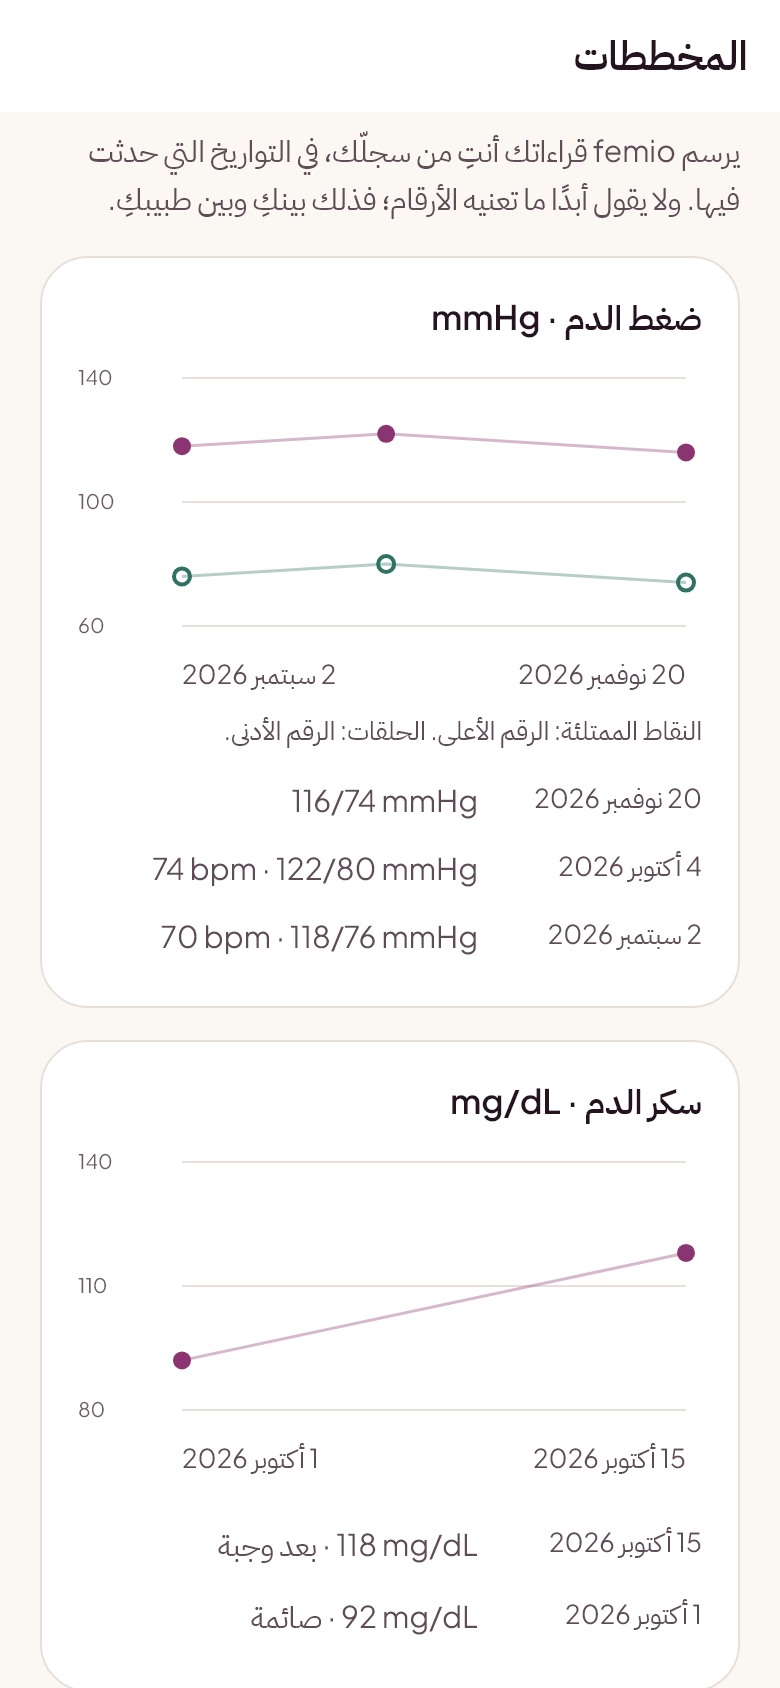 المخططات
يرسم femio قراءاتك أنتِ من سجلّك، في التواريخ التي حدثت
فيها. ولا يقول أبدًا ما تعنيه الأرقام؛ فذلك بينكِ وبين طبيبكِ.
ضغط الدم · mmHg
140
100
60
2 سبتمبر 2026
20 نوفمبر 2026
النقاط الممتلئة: الرقم الأعلى. الحلقات: الرقم الأدنى.
20 نوفمبر 2026 116/74 mmHg
4 أكتوبر 2026 122/80 mmHg · 74 bpm
2 سبتمبر 2026 118/76 mmHg · 70 bpm
سكر الدم · mg/dL
140
110
80
1 أكتوبر 2026
15 أكتوبر 2026
15 أكتوبر 2026 118 mg/dL · بعد وجبة
1 أكتوبر 2026 92 mg/dL · صائمة